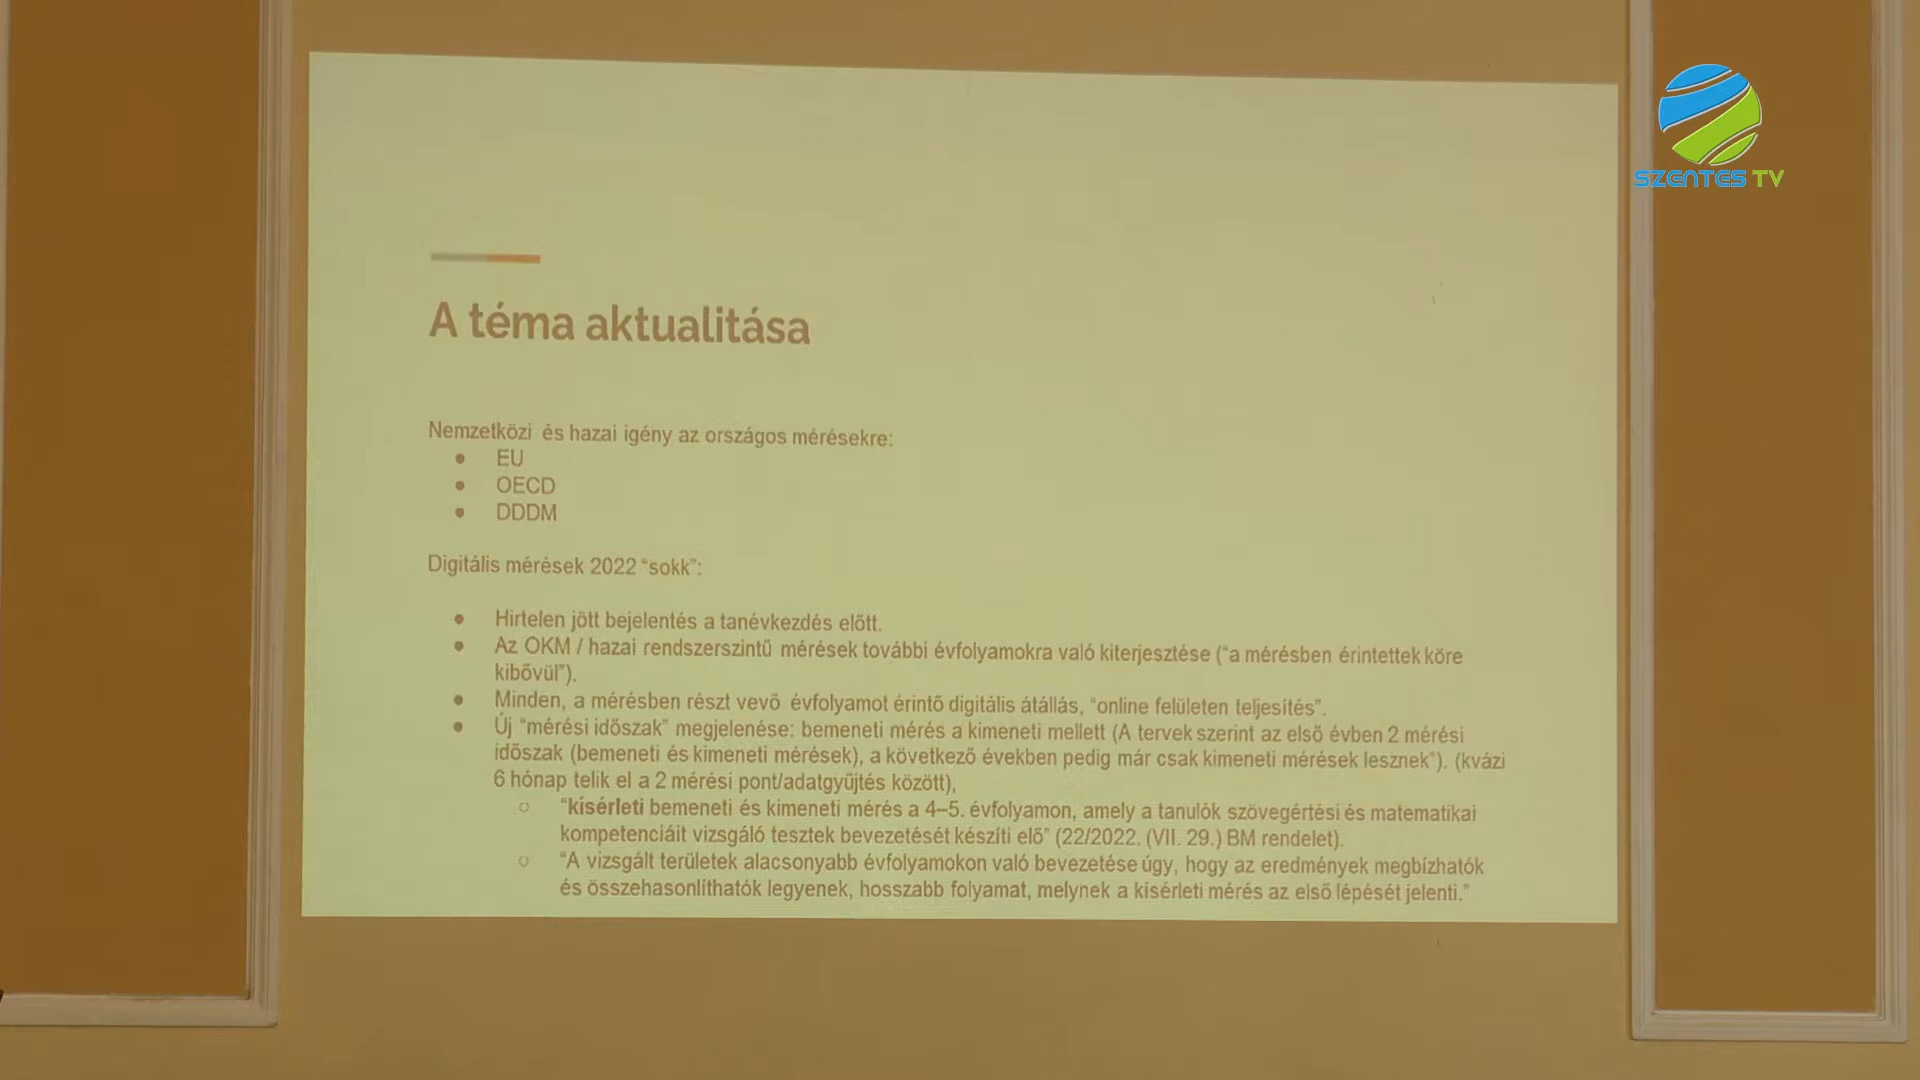 SZENTES TV
A téma aktualitása
Nemzetközi és hazai igény az országos mérésekre:
● EU
● OECD
● DDDM
Digitális mérések 2022 “sokk”:
● Hirtelen jött bejelentés a tanévkezdés előtt.
● Az OKM / hazai rendszerszintű mérések további évfolyamokra való kiterjesztése (“a mérésben érintettek köre
kibővül”).
● Minden, a mérésben részt vevő évfolyamot érintő digitális átállás, “online felületen teljesítés”.
● Új “mérési időszak” megjelenése: bemeneti mérés a kimeneti mellett (A tervek szerint az első évben 2 mérési
időszak (bemeneti és kimeneti mérések), a következő években pedig már csak kimeneti mérések lesznek”). (kvázi
6 hónap telik el a 2 mérési pont/adatgyűjtés között),
○ “kísérleti bemeneti és kimeneti mérés a 4–5. évfolyamon, amely a tanulók szövegértési és matematikai
kompetenciáit vizsgáló tesztek bevezetését készíti elő” (22/2022. (VII. 29.) BM rendelet).
○ “A vizsgált területek alacsonyabb évfolyamokon való bevezetése úgy, hogy az eredmények megbízhatók
és összehasonlíthatók legyenek, hosszabb folyamat, melynek a kísérleti mérés az első lépését jelenti.”